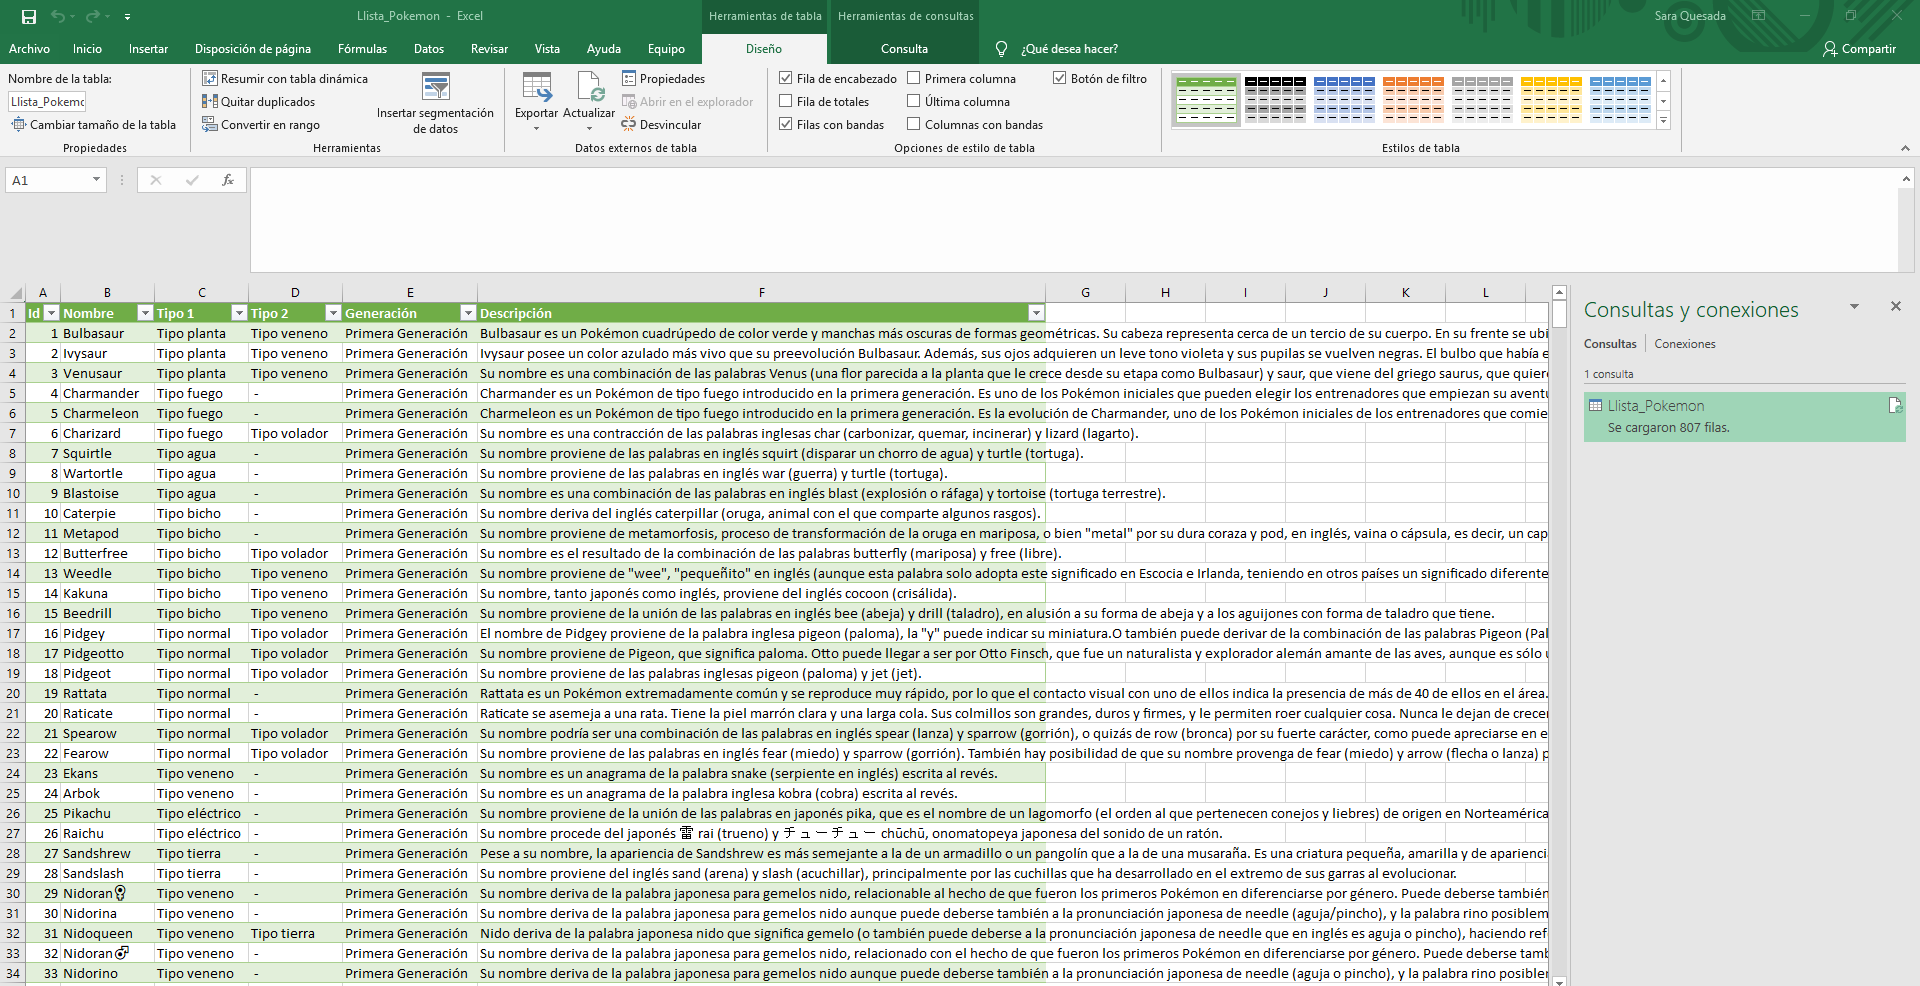 Llista_Pokemon - Excel
Herramientas de tabla
Herramientas de consultas
Sara Quesada
Archivo
Inicio
Insertar
Disposición de página
Fórmulas
Datos
Revisar
Vista
Ayuda
Equipo
Diseño
Consulta
¿Qué desea hacer?
Compartir
Nombre de la tabla:
Llista_Pokemc
Cambiar tamaño de la tabla
Propiedades
Resumir con tabla dinámica
Quitar duplicados
Convertir en rango
Insertar segmentación
de datos
Herramientas
Exportar
Actualizar
Propiedades
Abrir en el explorador
Desvincular
Datos externos de tabla
Fila de encabezado
Fila de totales
Filas con bandas
Primera columna
Última columna
Columnas con bandas
Botón de filtro
Opciones de estilo de tabla
Estilos de tabla
A1
fx
A B C D E F G H I J K L
1 Id Nombre Tipo 1 Tipo 2 Generación Descripción
2 1 Bulbasaur Tipo planta Tipo veneno Primera Generación Bulbasaur es un Pokémon cuadrúpedo de color verde y manchas más oscuras de formas geométricas. Su cabeza representa cerca de un tercio de su cuerpo. En su frente se ubi
3 2 Ivysaur Tipo planta Tipo veneno Primera Generación Ivysaur posee un color azulado más vivo que su preevolución Bulbasaur. Además, sus ojos adquieren un leve tono violeta y sus pupilas se vuelven negras. El bulbo que había e
4 3 Venusaur Tipo planta Tipo veneno Primera Generación Su nombre es una combinación de las palabras Venus (una flor parecida a la planta que le crece desde su etapa como Bulbasaur) y saur, que viene del griego saurus, que quier
5 4 Charmander Tipo fuego - Primera Generación Charmander es un Pokémon de tipo fuego introducido en la primera generación. Es uno de los Pokémon iniciales que pueden elegir los entrenadores que empiezan su aventu
6 5 Charmeleon Tipo fuego - Primera Generación Charmeleon es un Pokémon de tipo fuego introducido en la primera generación. Es la evolución de Charmander, uno de los Pokémon iniciales de los entrenadores que comie
7 6 Charizard Tipo fuego Tipo volador Primera Generación Su nombre es una contracción de las palabras inglesas char (carbonizar, quemar, incinerar) y lizard (lagarto).
8 7 Squirtle Tipo agua - Primera Generación Su nombre proviene de las palabras en inglés squirt (disparar un chorro de agua) y turtle (tortuga).
9 8 Wartortle Tipo agua - Primera Generación Su nombre proviene de las palabras en inglés war (guerra) y turtle (tortuga).
10 9 Blastoise Tipo agua - Primera Generación Su nombre es una combinación de las palabras en inglés blast (explosión o ráfaga) y tortoise (tortuga terrestre).
11 10 Caterpie Tipo bicho - Primera Generación Su nombre deriva del inglés caterpillar (oruga, animal con el que comparte algunos rasgos).
12 11 Metapod Tipo bicho - Primera Generación Su nombre proviene de metamorfosis, proceso de transformación de la oruga en mariposa, o bien "metal" por su dura coraza y pod, en inglés, vaina o cápsula, es decir, un cap
13 12 Butterfree Tipo bicho Tipo volador Primera Generación Su nombre es el resultado de la combinación de las palabras butterfly (mariposa) y free (libre).
14 13 Weedle Tipo bicho Tipo veneno Primera Generación Su nombre proviene de "wee", "pequeñito" en inglés (aunque esta palabra solo adopta este significado en Escocia e Irlanda, teniendo en otros países un significado diferente
15 14 Kakuna Tipo bicho Tipo veneno Primera Generación Su nombre, tanto japonés como inglés, proviene del inglés cocoon (crisálida).
16 15 Beedrill Tipo bicho Tipo veneno Primera Generación Su nombre proviene de la unión de las palabras en inglés bee (abeja) y drill (taladro), en alusión a su forma de abeja y a los aguijones con forma de taladro que tiene.
17 16 Pidgey Tipo normal Tipo volador Primera Generación El nombre de Pidgey proviene de la palabra inglesa pigeon (paloma), la "y" puede indicar su miniatura.O también puede derivar de la combinación de las palabras Pigeon (Pal
18 17 Pidgeotto Tipo normal Tipo volador Primera Generación Su nombre proviene de Pigeon, que significa paloma. Otto puede llegar a ser por Otto Finsch, que fue un naturalista y explorador alemán amante de las aves, aunque es sólo
19 18 Pidgeot Tipo normal Tipo volador Primera Generación Su nombre proviene de las palabras inglesas pigeon (paloma) y jet (jet).
20 19 Rattata Tipo normal - Primera Generación Rattata es un Pokémon extremadamente común y se reproduce muy rápido, por lo que el contacto visual con uno de ellos indica la presencia de más de 40 de ellos en el área.
21 20 Raticate Tipo normal - Primera Generación Raticate se asemeja a una rata. Tiene la piel marrón clara y una larga cola. Sus colmillos son grandes, duros y firmes, y le permiten roer cualquier cosa. Nunca le dejan de crecer
22 21 Spearow Tipo normal Tipo volador Primera Generación Su nombre podría ser una combinación de las palabras en inglés spear (lanza) y sparrow (gorrión), o quizás de row (bronca) por su fuerte carácter, como puede apreciarse en e
23 22 Fearow Tipo normal Tipo volador Primera Generación Su nombre proviene de las palabras en inglés fear (miedo) y sparrow (gorrión). También hay posibilidad de que su nombre provenga de fear (miedo) y arrow (flecha o lanza) p
24 23 Ekans Tipo veneno - Primera Generación Su nombre es un anagrama de la palabra snake (serpiente en inglés) escrita al revés.
25 24 Arbok Tipo veneno - Primera Generación Su nombre es un anagrama de la palabra inglesa kobra (cobra) escrita al revés.
26 25 Pikachu Tipo eléctrico - Primera Generación Su nombre proviene de la unión de las palabras en japonés pika, que es el nombre de un lagomorfo (el orden al que pertenecen conejos y liebres) de origen en Norteamérica
27 26 Raichu Tipo eléctrico - Primera Generación Su nombre procede del japonés 雷 rai (trueno) y チューチュー chūchū, onomatopeya japonesa del sonido de un ratón.
28 27 Sandshrew Tipo tierra - Primera Generación Pese a su nombre, la apariencia de Sandshrew es más semejante a la de un armadillo o un pangolín que a la de una musaraña. Es una criatura pequeña, amarilla y de aparienci
29 28 Sandslash Tipo tierra - Primera Generación Su nombre proviene del inglés sand (arena) y slash (acuchillar), principalmente por las cuchillas que ha desarrollado en el extremo de sus garras al evolucionar.
30 29 Nidoran♀ Tipo veneno - Primera Generación Su nombre deriva de la palabra japonesa para gemelos nido, relacionable al hecho de que fueron los primeros Pokémon en diferenciarse por género. Puede deberse también
31 30 Nidorina Tipo veneno - Primera Generación Su nombre deriva de la palabra japonesa para gemelos nido aunque puede deberse también a la pronunciación japonesa de needle (aguja/pincho), y la palabra rino posiblem
32 31 Nidoqueen Tipo veneno Tipo tierra Primera Generación Nido deriva de la palabra japonesa nido que significa gemelo (o también puede deberse a la pronunciación japonesa de needle que en inglés es aguja o pincho), haciendo ref
33 32 Nidoran♂ Tipo veneno - Primera Generación Su nombre deriva de la palabra japonesa para gemelos nido, relacionado con el hecho de que fueron los primeros Pokémon en diferenciarse por género. Puede deberse tamb
34 33 Nidorino Tipo veneno - Primera Generación Su nombre deriva de la palabra japonesa para gemelos nido aunque puede deberse también a la pronunciación japonesa de needle (aguja o pincho), y la palabra rino posibler
Consultas y conexiones
Consultas
Conexiones
1 consulta
Llista_Pokemon
Se cargaron 807 filas.